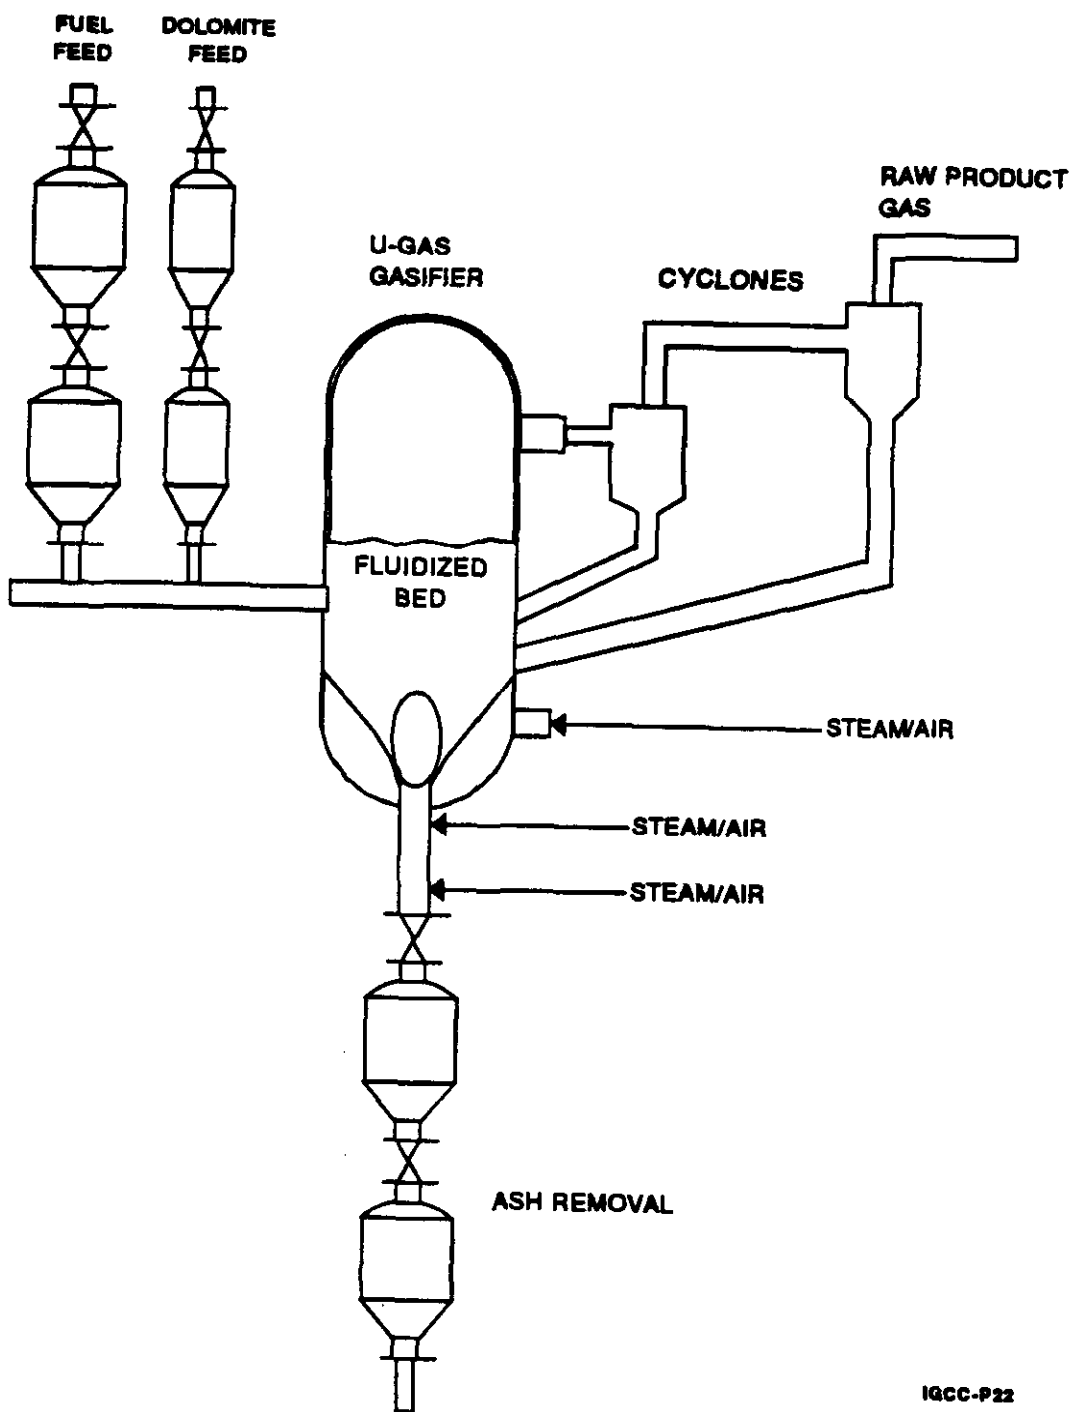 FUEL
FEED
DOLOMITE
FEED
RAW PRODUCT
GAS
U-GAS
GASIFIER
CYCLONES
FLUIDIZED
BED
STEAM/AIR
STEAM/AIR
STEAM/AIR
ASH REMOVAL
IGCC-P22